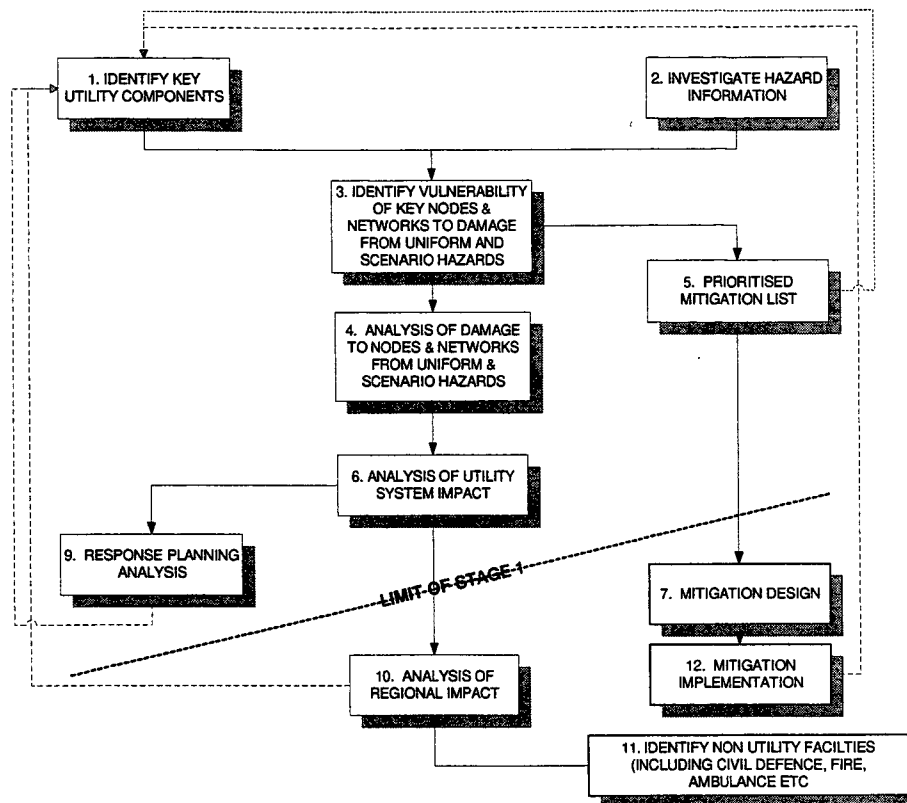 1. IDENTIFY KEY
UTILITY COMPONENTS
2. INVESTIGATE HAZARD
INFORMATION
3. IDENTIFY VULNERABILITY
OF KEY NODES &
NETWORKS TO DAMAGE
FROM UNIFORM AND
SCENARIO HAZARDS
5. PRIORITISED
MITIGATION LIST
4. ANALYSIS OF DAMAGE
TO NODES & NETWORKS
FROM UNIFORM &
SCENARIO HAZARDS
6. ANALYSIS OF UTILITY
SYSTEM IMPACT
9. RESPONSE PLANNING
ANALYSIS
LIMIT OF STAGE 1
7. MITIGATION DESIGN
10. ANALYSIS OF
REGIONAL IMPACT
12. MITIGATION
IMPLEMENTATION
11. IDENTIFY NON UTILITY FACILTIES
(INCLUDING CIVIL DEFENCE, FIRE,
AMBULANCE ETC